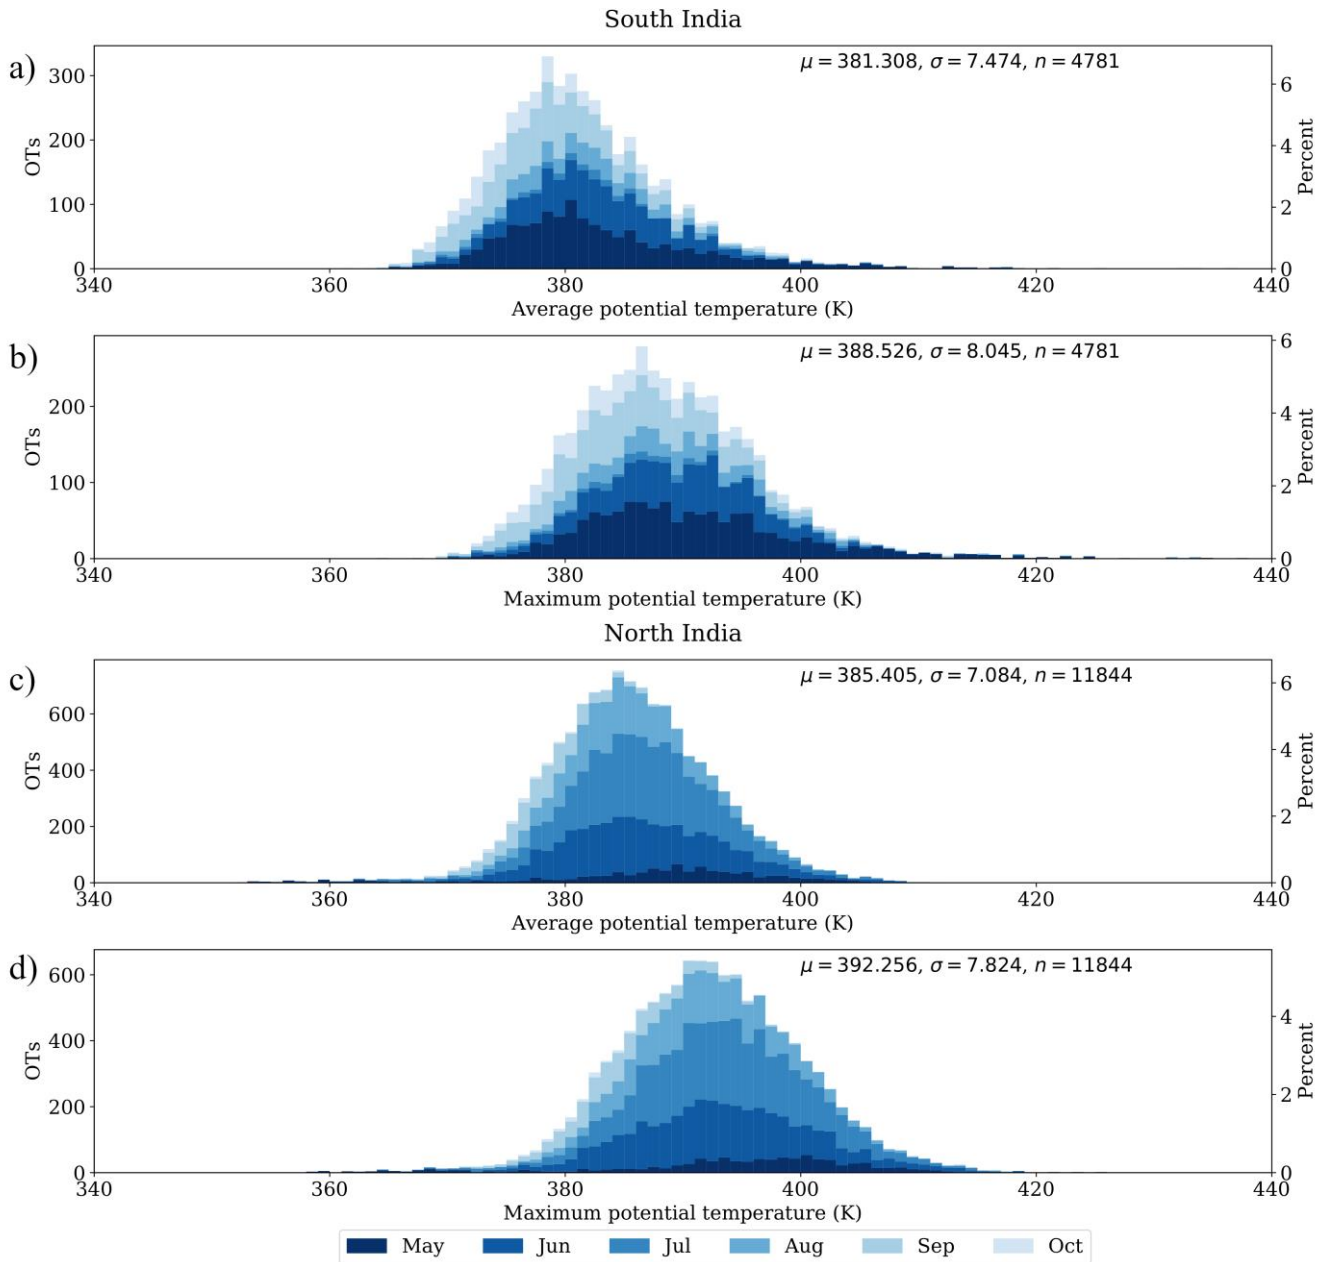 South India
a)
μ = 381.308, σ = 7.474, n = 4781
300
200
100
0
OTs
6
4
2
0
Percent
340 360 380 400 420 440
Average potential temperature (K)
b)
μ = 388.526, σ = 8.045, n = 4781
200
100
0
OTs
6
4
2
0
Percent
340 360 380 400 420 440
Maximum potential temperature (K)
North India
c)
μ = 385.405, σ = 7.084, n = 11844
600
400
200
0
OTs
6
4
2
0
Percent
340 360 380 400 420 440
Average potential temperature (K)
d)
μ = 392.256, σ = 7.824, n = 11844
600
400
200
0
OTs
4
2
0
Percent
340 360 380 400 420 440
Maximum potential temperature (K)
May Jun Jul Aug Sep Oct